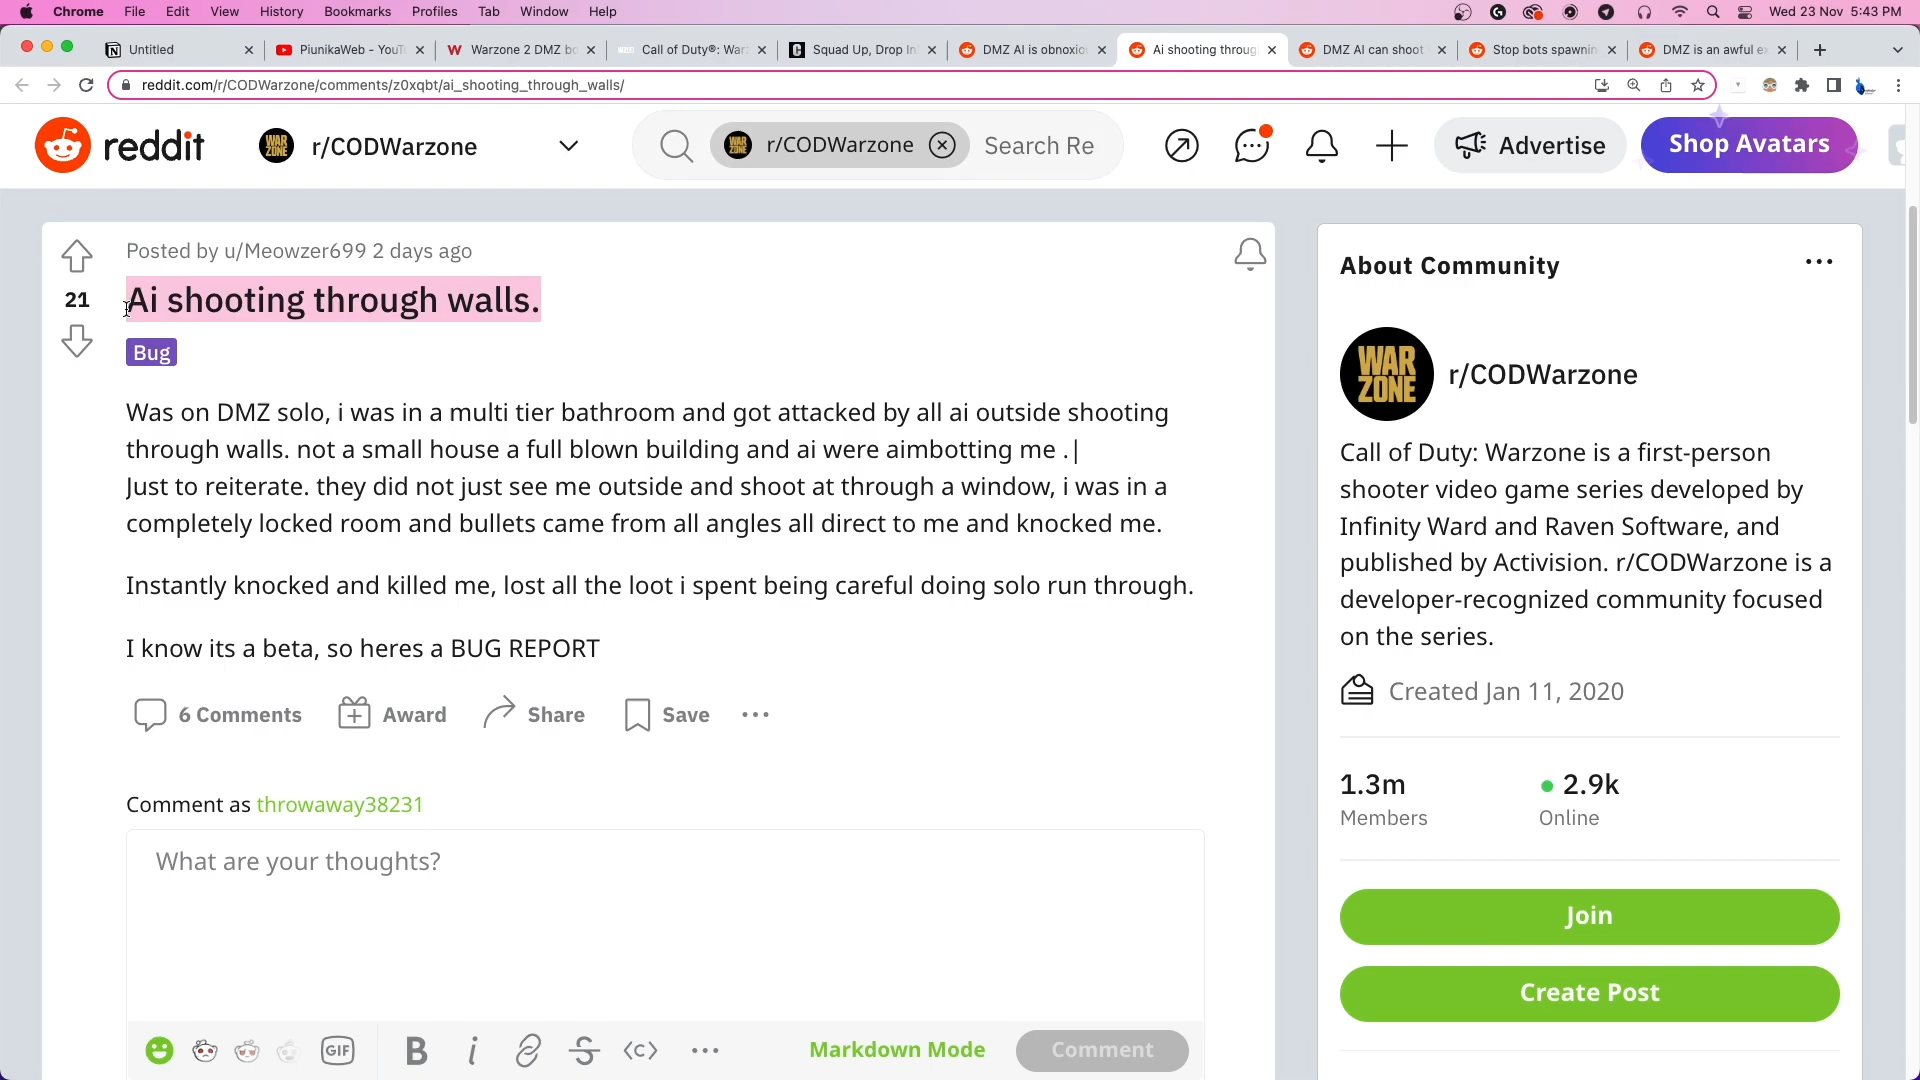 Chrome File Edit View History Bookmarks Profiles Tab Window Help Wed 23 Nov 5:43 PM
Untitled PiunikaWeb - YouT Warzone 2 DMZ bo Call of Duty®: Warz Squad Up, Drop In DMZ AI is obnoxio Ai shooting throug DMZ AI can shoot Stop bots spawnin DMZ is an awful ex
reddit.com/r/CODWarzone/comments/z0xqbt/ai_shooting_through_walls/
reddit r/CODWarzone r/CODWarzone Search Re Advertise Shop Avatars
Posted by u/Meowzer699 2 days ago
21
Ai shooting through walls.
Bug
Was on DMZ solo, i was in a multi tier bathroom and got attacked by all ai outside shooting
through walls. not a small house a full blown building and ai were aimbotting me .|
Just to reiterate. they did not just see me outside and shoot at through a window, i was in a
completely locked room and bullets came from all angles all direct to me and knocked me.
Instantly knocked and killed me, lost all the loot i spent being careful doing solo run through.
I know its a beta, so heres a BUG REPORT
6 Comments Award Share Save
Comment as throwaway38231
What are your thoughts?
GIF B i Markdown Mode Comment
About Community
WAR
ZONE
r/CODWarzone
Call of Duty: Warzone is a first-person
shooter video game series developed by
Infinity Ward and Raven Software, and
published by Activision. r/CODWarzone is a
developer-recognized community focused
on the series.
Created Jan 11, 2020
1.3m 2.9k
Members Online
Join
Create Post